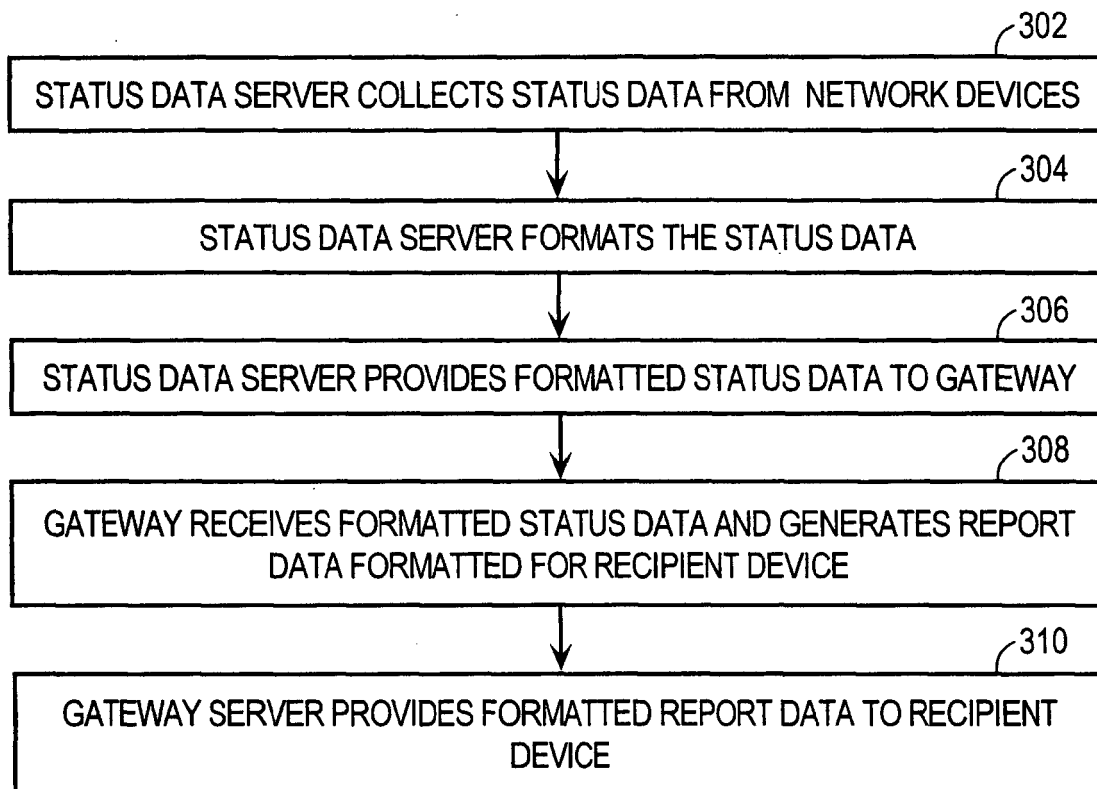 302
STATUS DATA SERVER COLLECTS STATUS DATA FROM NETWORK DEVICES
304
STATUS DATA SERVER FORMATS THE STATUS DATA
306
STATUS DATA SERVER PROVIDES FORMATTED STATUS DATA TO GATEWAY
308
GATEWAY RECEIVES FORMATTED STATUS DATA AND GENERATES REPORT
DATA FORMATTED FOR RECIPIENT DEVICE
310
GATEWAY SERVER PROVIDES FORMATTED REPORT DATA TO RECIPIENT
DEVICE